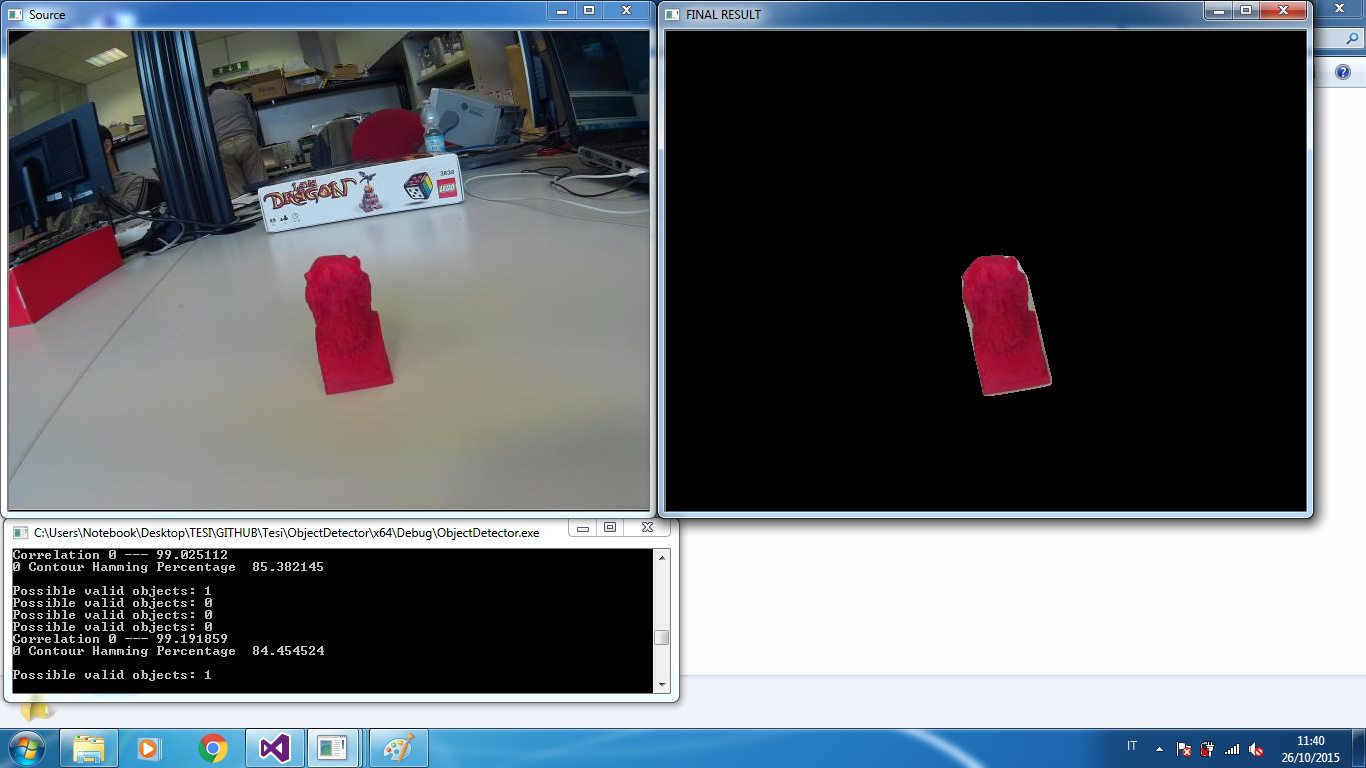 Source
FINAL RESULT
LAVA
DRAGON
3838
LEGO
C:\Users\Notebook\Desktop\TESI\GITHUB\Tesi\ObjectDetector\x64\Debug\ObjectDetector.exe
Correlation 0 --- 99.025112
0 Contour Hamming Percentage  85.382145
Possible valid objects: 1
Possible valid objects: 0
Possible valid objects: 0
Possible valid objects: 0
Correlation 0 --- 99.191859
0 Contour Hamming Percentage  84.454524
Possible valid objects: 1
IT
11:40
26/10/2015